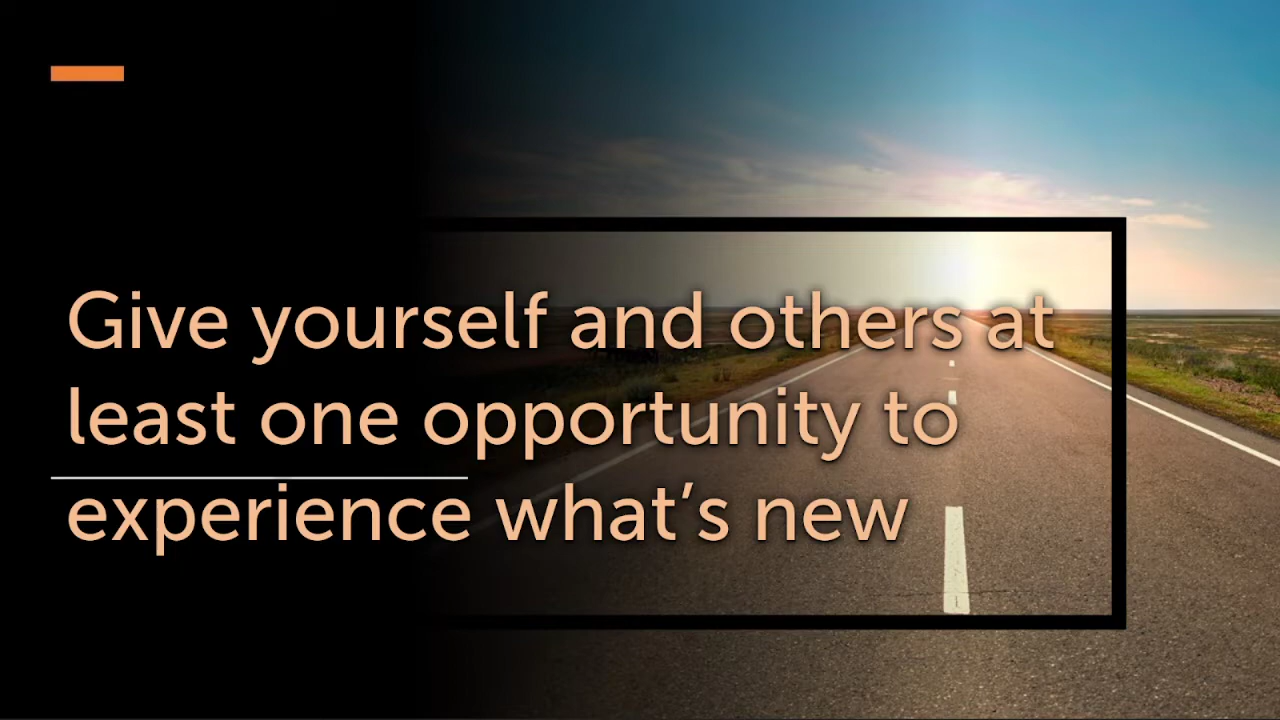 Give yourself and others at
least one opportunity to
experience what’s new